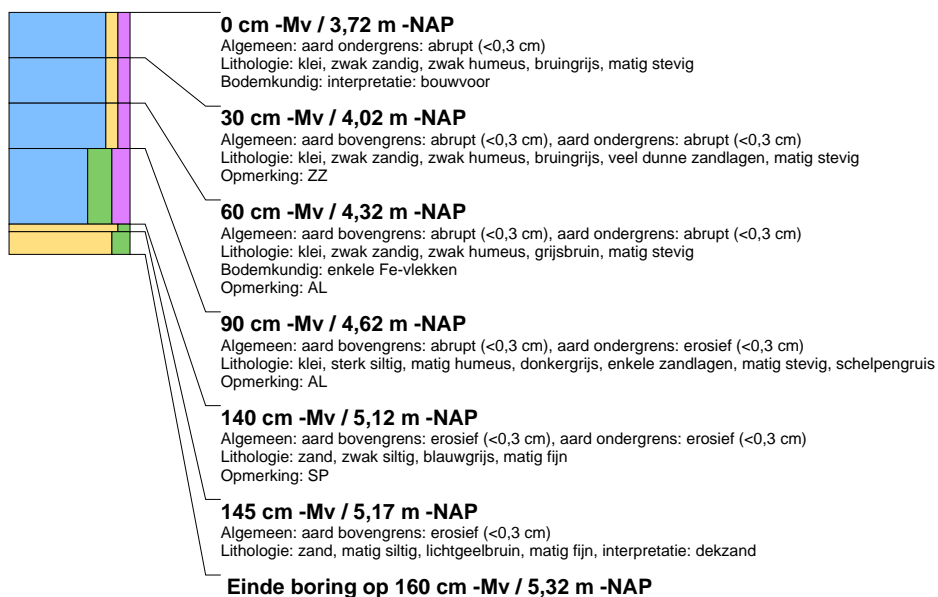 0 cm -Mv / 3,72 m -NAP
Algemeen: aard ondergrens: abrupt (<0,3 cm)
Lithologie: klei, zwak zandig, zwak humeus, bruingrijs, matig stevig
Bodemkundig: interpretatie: bouwvoor
30 cm -Mv / 4,02 m -NAP
Algemeen: aard bovengrens: abrupt (<0,3 cm), aard ondergrens: abrupt (<0,3 cm)
Lithologie: klei, zwak zandig, zwak humeus, bruingrijs, veel dunne zandlagen, matig stevig
Opmerking: ZZ
60 cm -Mv / 4,32 m -NAP
Algemeen: aard bovengrens: abrupt (<0,3 cm), aard ondergrens: abrupt (<0,3 cm)
Lithologie: klei, zwak zandig, zwak humeus, grijsbruin, matig stevig
Bodemkundig: enkele Fe-vlekken
Opmerking: AL
90 cm -Mv / 4,62 m -NAP
Algemeen: aard bovengrens: abrupt (<0,3 cm), aard ondergrens: erosief (<0,3 cm)
Lithologie: klei, sterk siltig, matig humeus, donkergrijs, enkele zandlagen, matig stevig, schelpengruis
Opmerking: AL
140 cm -Mv / 5,12 m -NAP
Algemeen: aard bovengrens: erosief (<0,3 cm), aard ondergrens: erosief (<0,3 cm)
Lithologie: zand, zwak siltig, blauwgrijs, matig fijn
Opmerking: SP
145 cm -Mv / 5,17 m -NAP
Algemeen: aard bovengrens: erosief (<0,3 cm)
Lithologie: zand, matig siltig, lichtgeelbruin, matig fijn, interpretatie: dekzand
Einde boring op 160 cm -Mv / 5,32 m -NAP